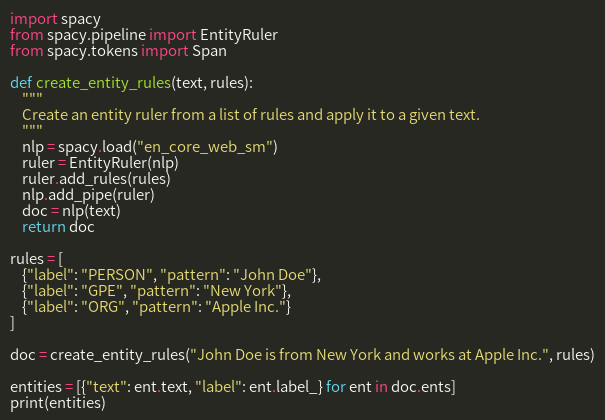 import spacy
from spacy.pipeline import EntityRuler
from spacy.tokens import Span

def create_entity_rules(text, rules):
    """
    Create an entity ruler from a list of rules and apply it to a given text.
    """
    nlp = spacy.load("en_core_web_sm")
    ruler = EntityRuler(nlp)
    ruler.add_rules(rules)
    nlp.add_pipe(ruler)
    doc = nlp(text)
    return doc

rules = [
    {"label": "PERSON", "pattern": "John Doe"},
    {"label": "GPE", "pattern": "New York"},
    {"label": "ORG", "pattern": "Apple Inc."}
]

doc = create_entity_rules("John Doe is from New York and works at Apple Inc.", rules)

entities = [{"text": ent.text, "label": ent.label_} for ent in doc.ents]
print(entities)